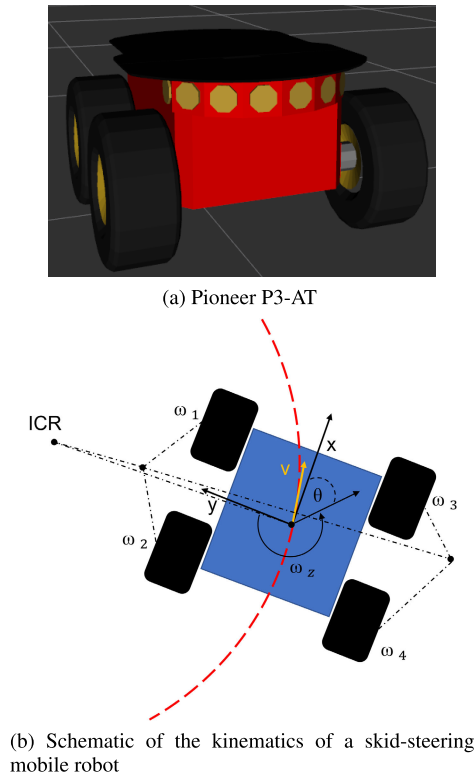 (a) Pioneer P3-AT
ω 1
ICR
x
v
θ
ω 3
y
ω 2
ω z
ω 4
(b) Schematic of the kinematics of a skid-steering
mobile robot